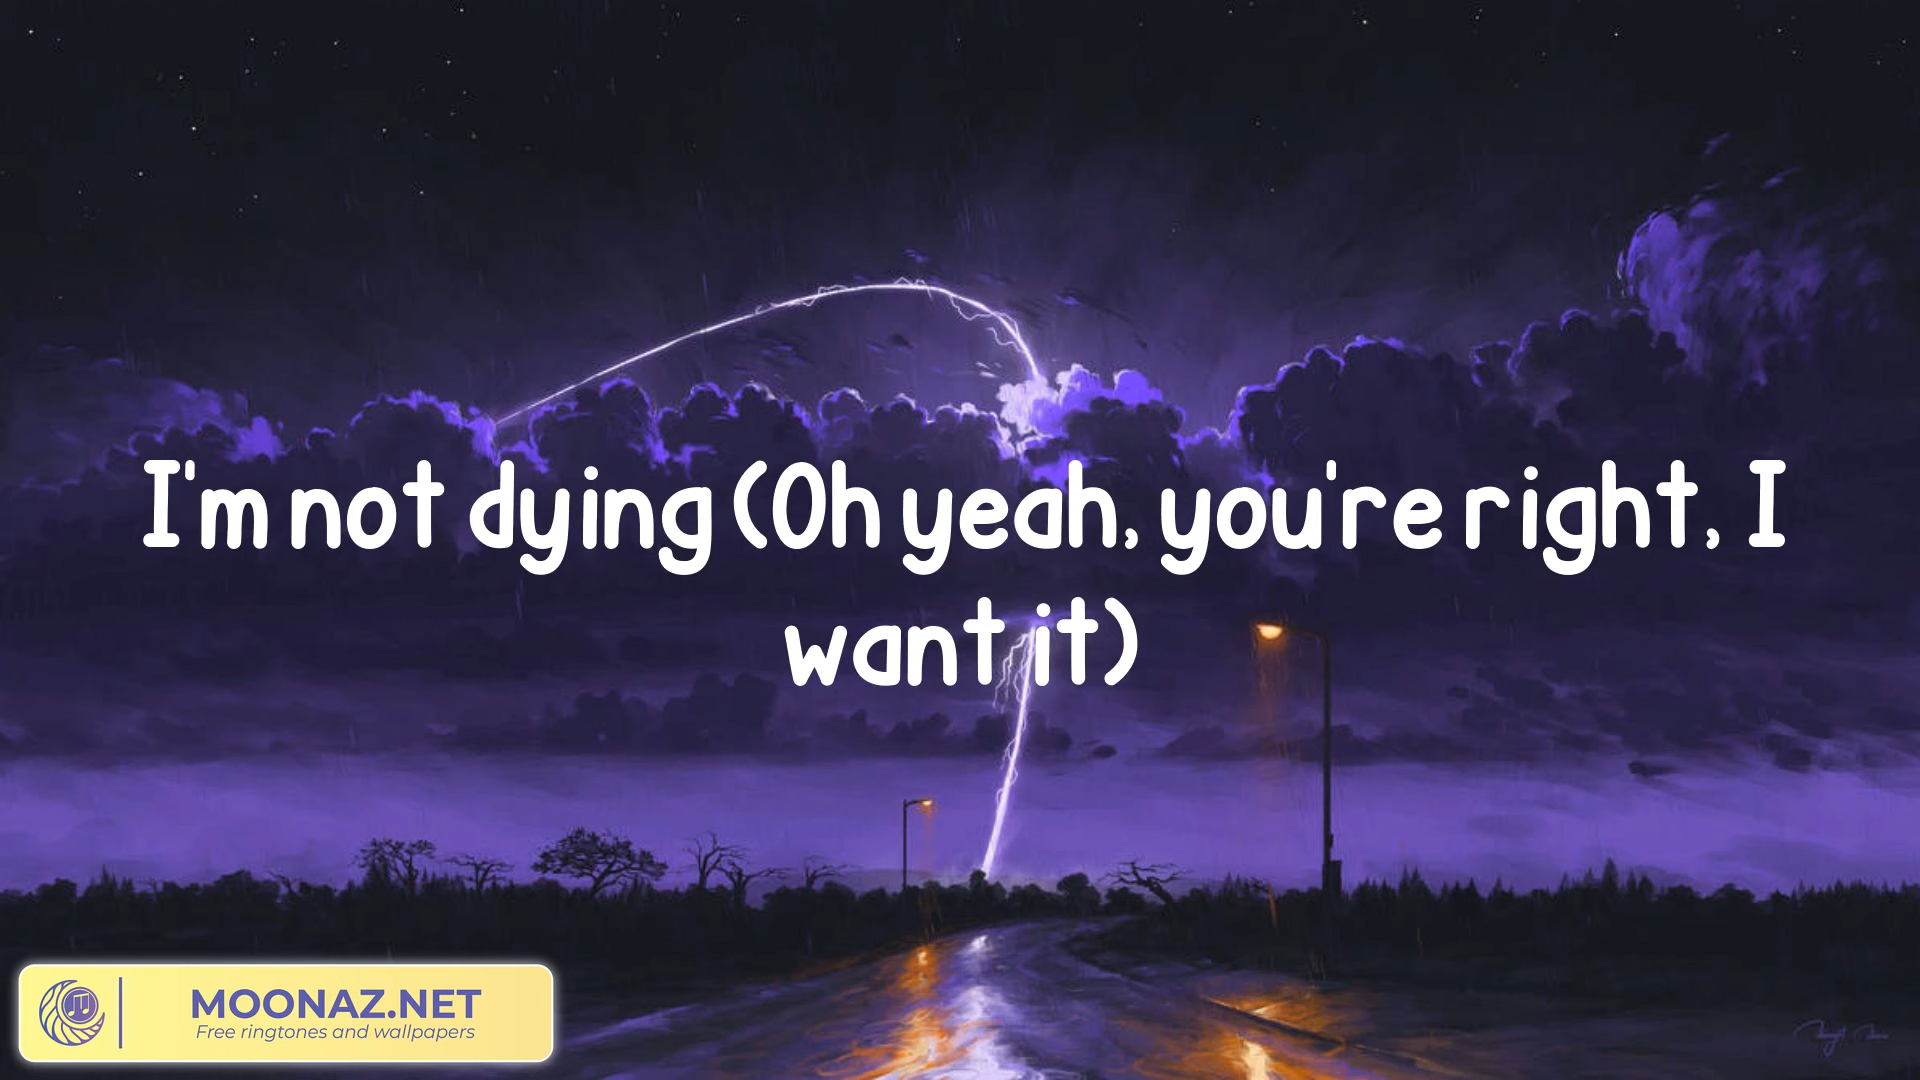 I'm not dying (Oh yeah, you're right, I
want it)
MOONAZ.NET
Free ringtones and wallpapers